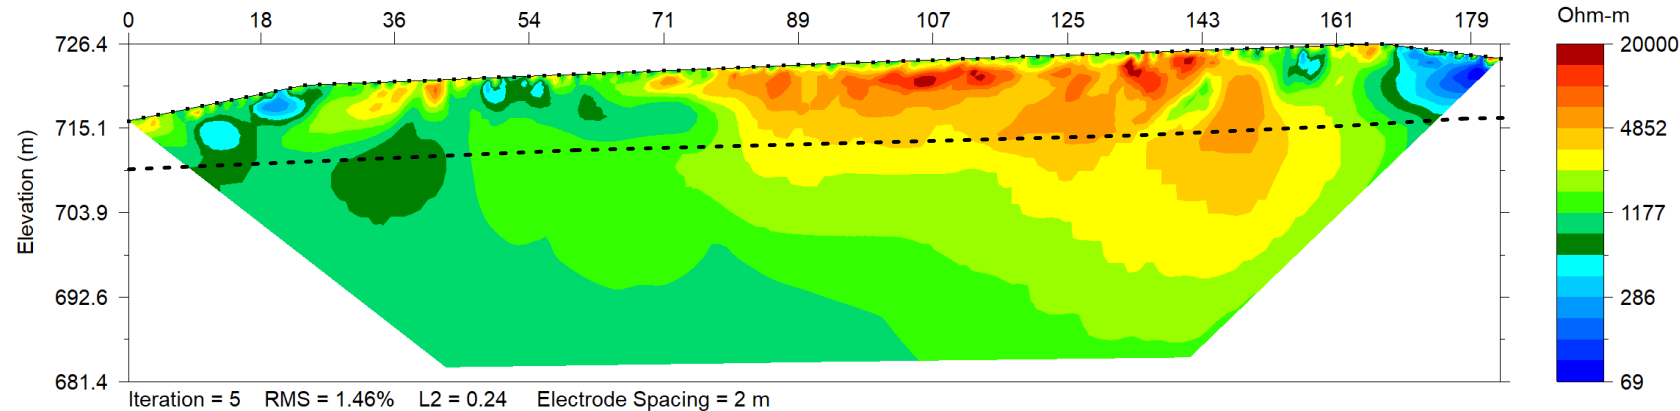 0 18 36 54 71 89 107 125 143 161 179
Ohm-m
726.4
715.1
703.9
692.6
681.4
Elevation (m)
20000
4852
1177
286
69
Iteration = 5 RMS = 1.46% L2 = 0.24 Electrode Spacing = 2 m